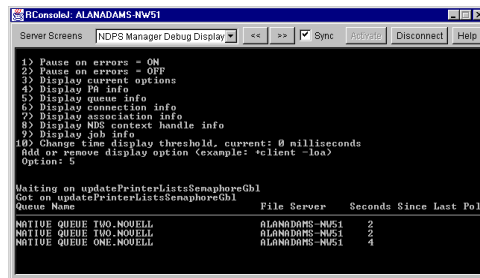 RConsoleJ: ALANADAMS-NW51
Server Screens NDPS Manager Debug Display << >> Sync Activate Disconnect Help
1) Pause on errors = ON
2) Pause on errors = OFF
3) Display current options
4) Display PA info
5) Display queue info
6) Display connection info
7) Display association info
8) Display NDS context handle info
9) Display job info
10) Change time display threshold, current: 0 milliseconds
Add or remove display option (example: +client -loa)
Option: 5
Waiting on updatePrinterListsSemaphoreGbl
Got on updatePrinterListsSemaphoreGbl
Queue Name File Server Seconds Since Last Pol
NATIVE QUEUE TWO.NOVELL ALANADAMS-NW51 2
NATIVE QUEUE TWO.NOVELL ALANADAMS-NW51 2
NATIVE QUEUE ONE.NOVELL ALANADAMS-NW51 4